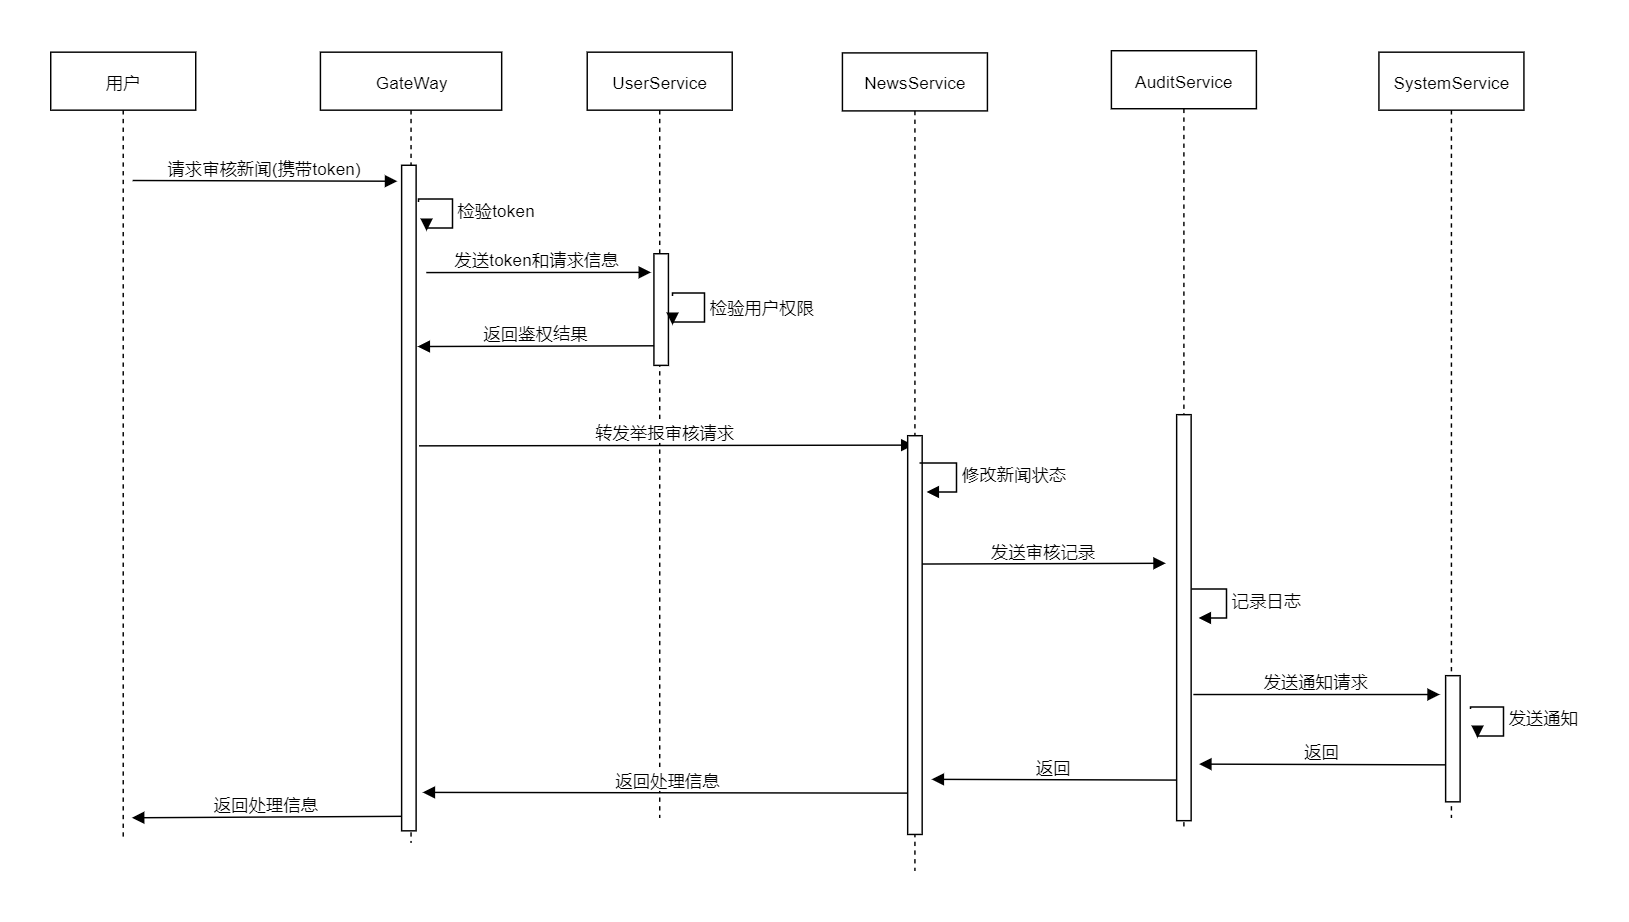 用户
GateWay
UserService
NewsService
AuditService
SystemService
请求审核新闻(携带token)
检验token
发送token和请求信息
检验用户权限
返回鉴权结果
转发举报审核请求
修改新闻状态
发送审核记录
记录日志
发送通知请求
发送通知
返回
返回
返回处理信息
返回处理信息